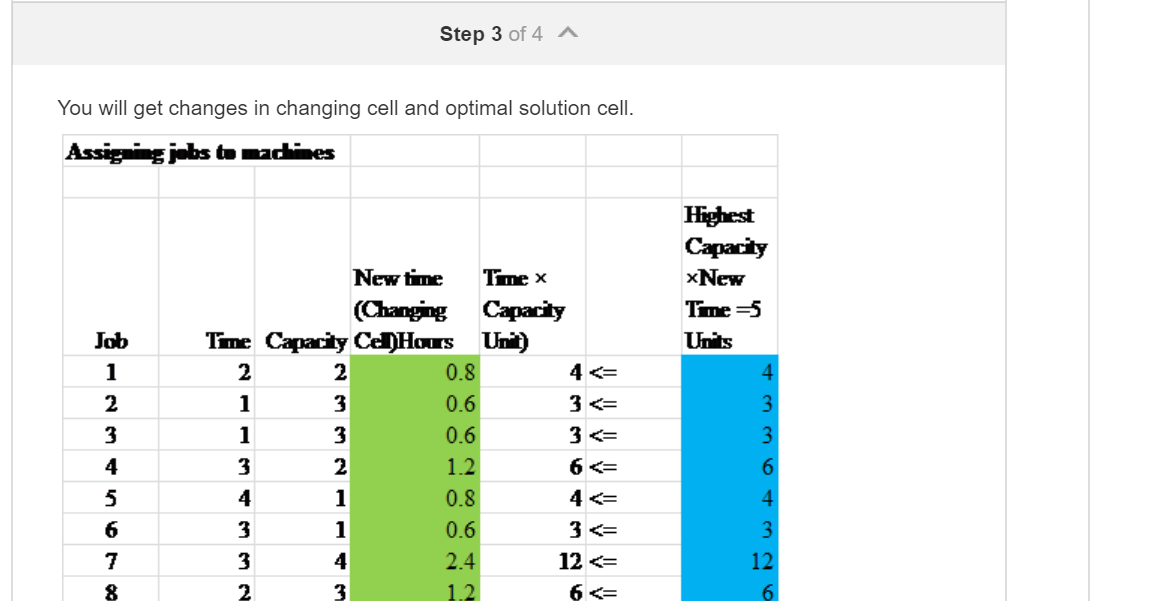 Step 3 of 4
You will get changes in changing cell and optimal solution cell.
Assigning jobs to machines
Job Time Capacity New time (Changing Cell)Hours Time × Capacity Unit) Highest Capacity ×New Time =5 Units
1 2 2 0.8 4 <= 4
2 1 3 0.6 3 <= 3
3 1 3 0.6 3 <= 3
4 3 2 1.2 6 <= 6
5 4 1 0.8 4 <= 4
6 3 1 0.6 3 <= 3
7 3 4 2.4 12 <= 12
8 2 3 1.2 6 <= 6